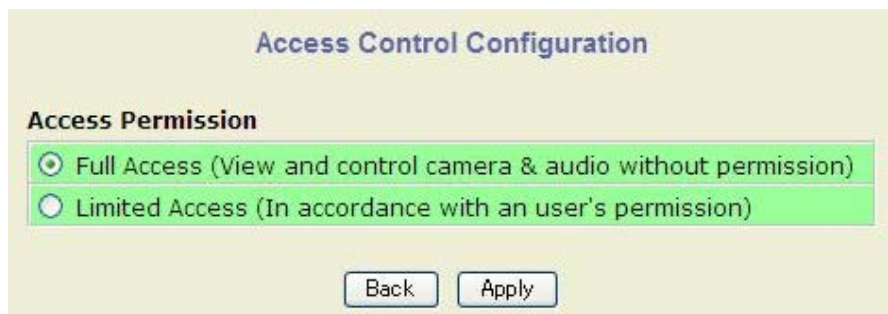 Access Control Configuration
Access Permission
Full Access (View and control camera & audio without permission)
Limited Access (In accordance with an user's permission)
Back Apply